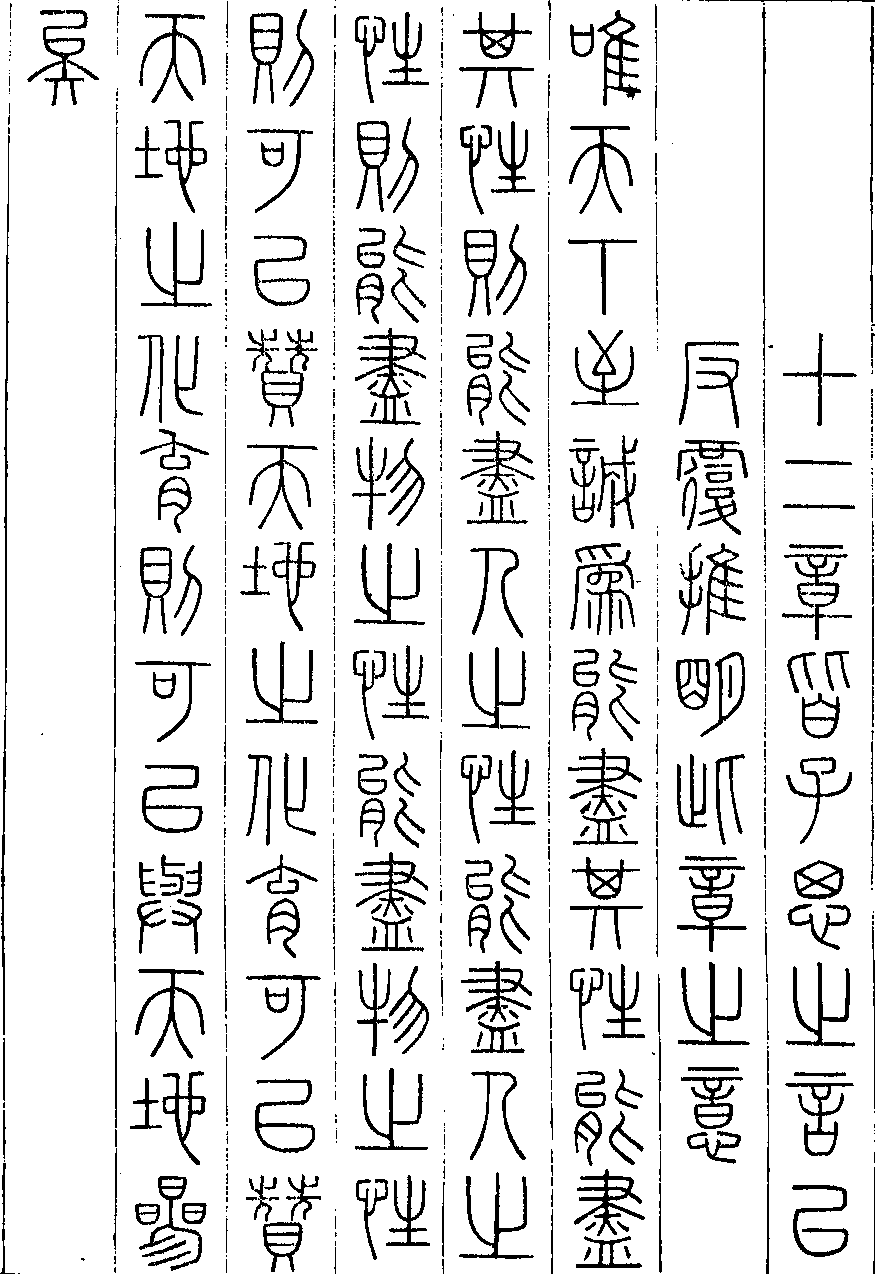 十二章皆子思之言以
反覆推明此章之意
唯天下至誠爲能盡其性能盡
其性則能盡人之性能盡人之
性則能盡物之性能盡物之性
則可以贊天地之化育可以贊
天地之化育則可以與天地參
矣